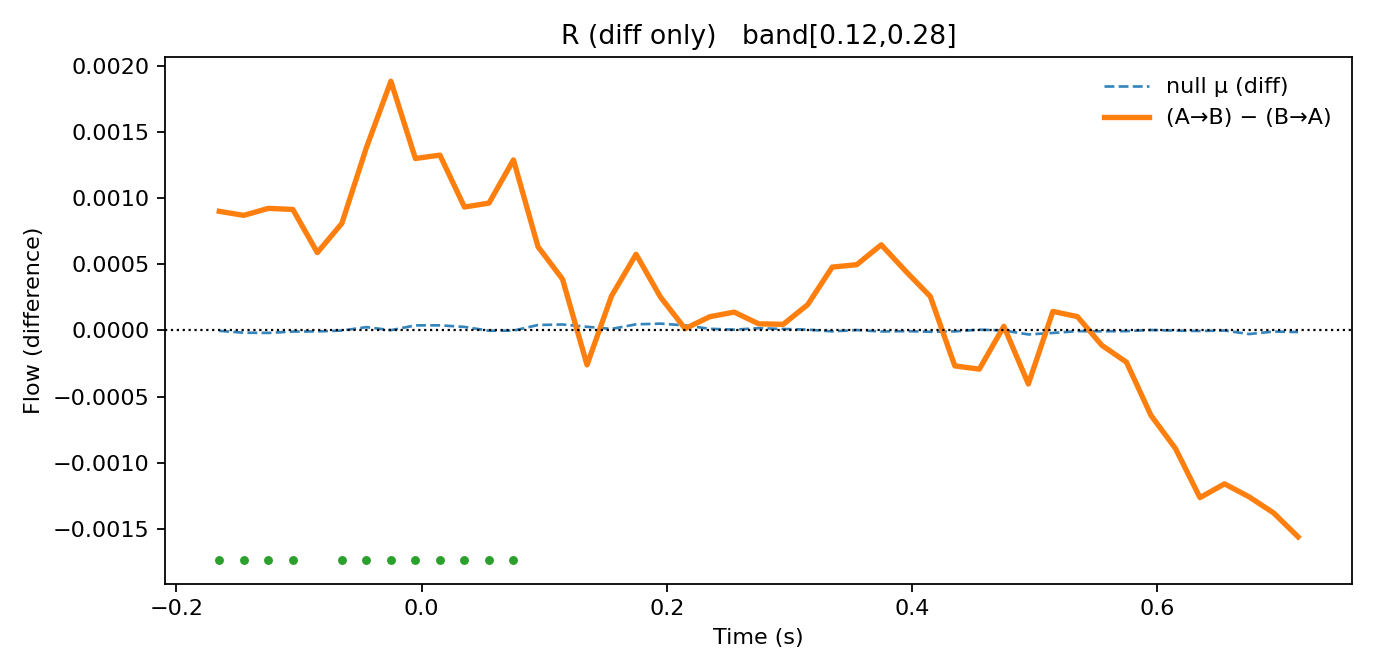 R (diff only)   band[0.12,0.28]
null μ (diff)
(A→B) − (B→A)
0.0020
0.0015
0.0010
0.0005
0.0000
−0.0005
−0.0010
−0.0015
Flow (difference)
−0.2
0.0
0.2
0.4
0.6
Time (s)